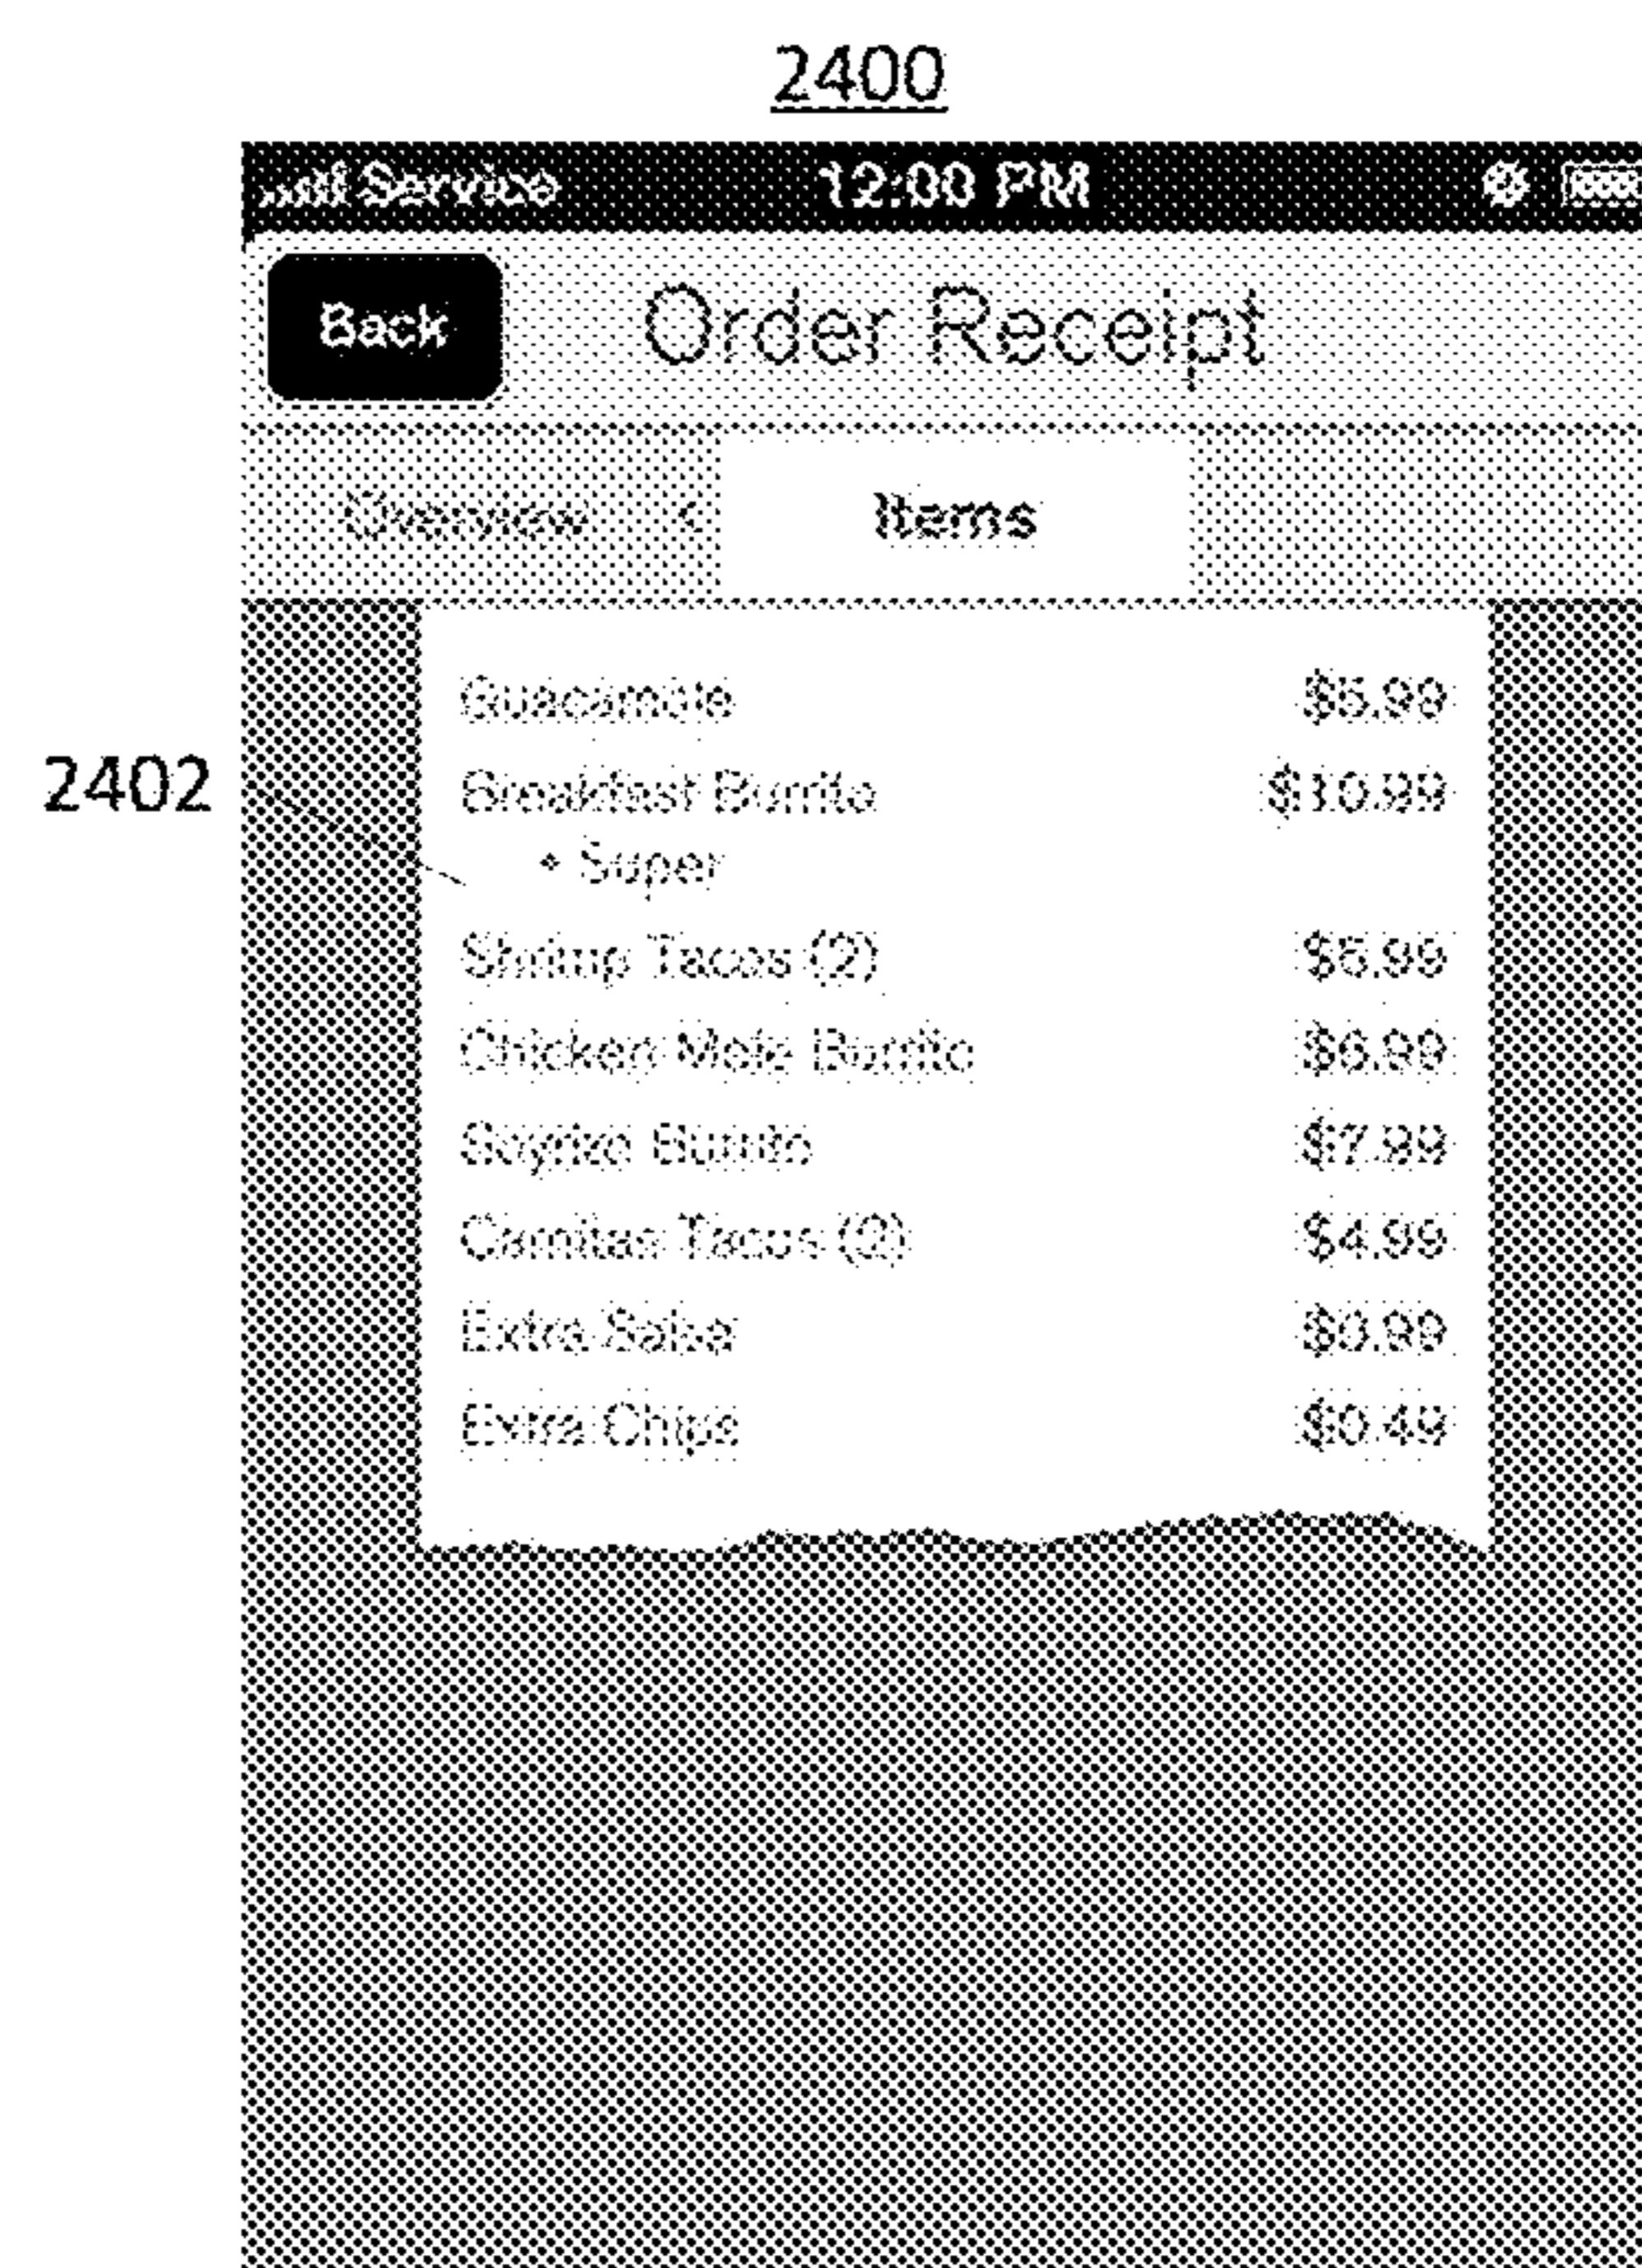 2400
Service 12:00 PM
Back Order Receipt
Overview < Items
Guacamole $5.99
2402
Breakfast Burrito $10.99
• Super
Shrimp Tacos (2) $5.99
Chicken Mole Burrito $6.99
Soyrizo Burrito $7.99
Carnitas Tacos (2) $4.99
Extra Salsa $0.99
Extra Chips $0.49